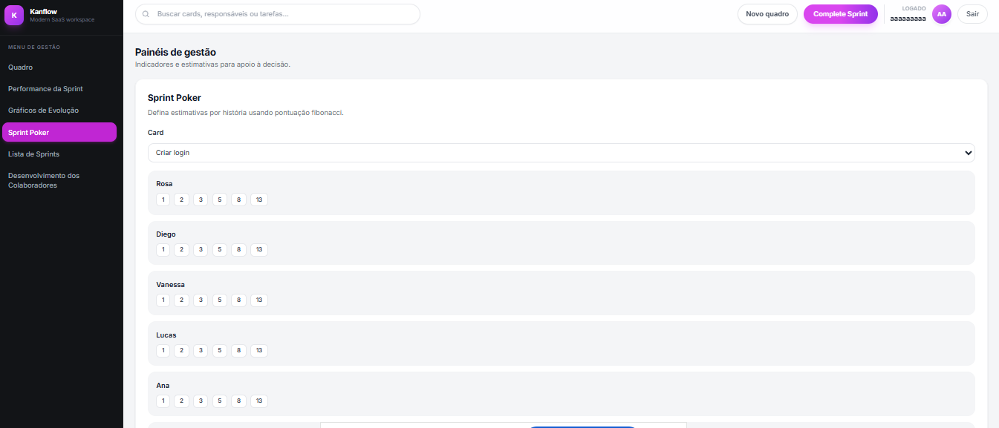 K
Kanflow
Modern SaaS workspace
MENU DE GESTÃO
Quadro
Performance da Sprint
Gráficos de Evolução
Sprint Poker
Lista de Sprints
Desenvolvimento dos
Colaboradores
Buscar cards, responsáveis ou tarefas...
Novo quadro
Complete Sprint
LOGADO
aaaaaaaaa
AA
Sair
Painéis de gestão
Indicadores e estimativas para apoio à decisão.
Sprint Poker
Defina estimativas por história usando pontuação fibonacci.
Card
Criar login
Rosa
1 2 3 5 8 13
Diego
1 2 3 5 8 13
Vanessa
1 2 3 5 8 13
Lucas
1 2 3 5 8 13
Ana
1 2 3 5 8 13